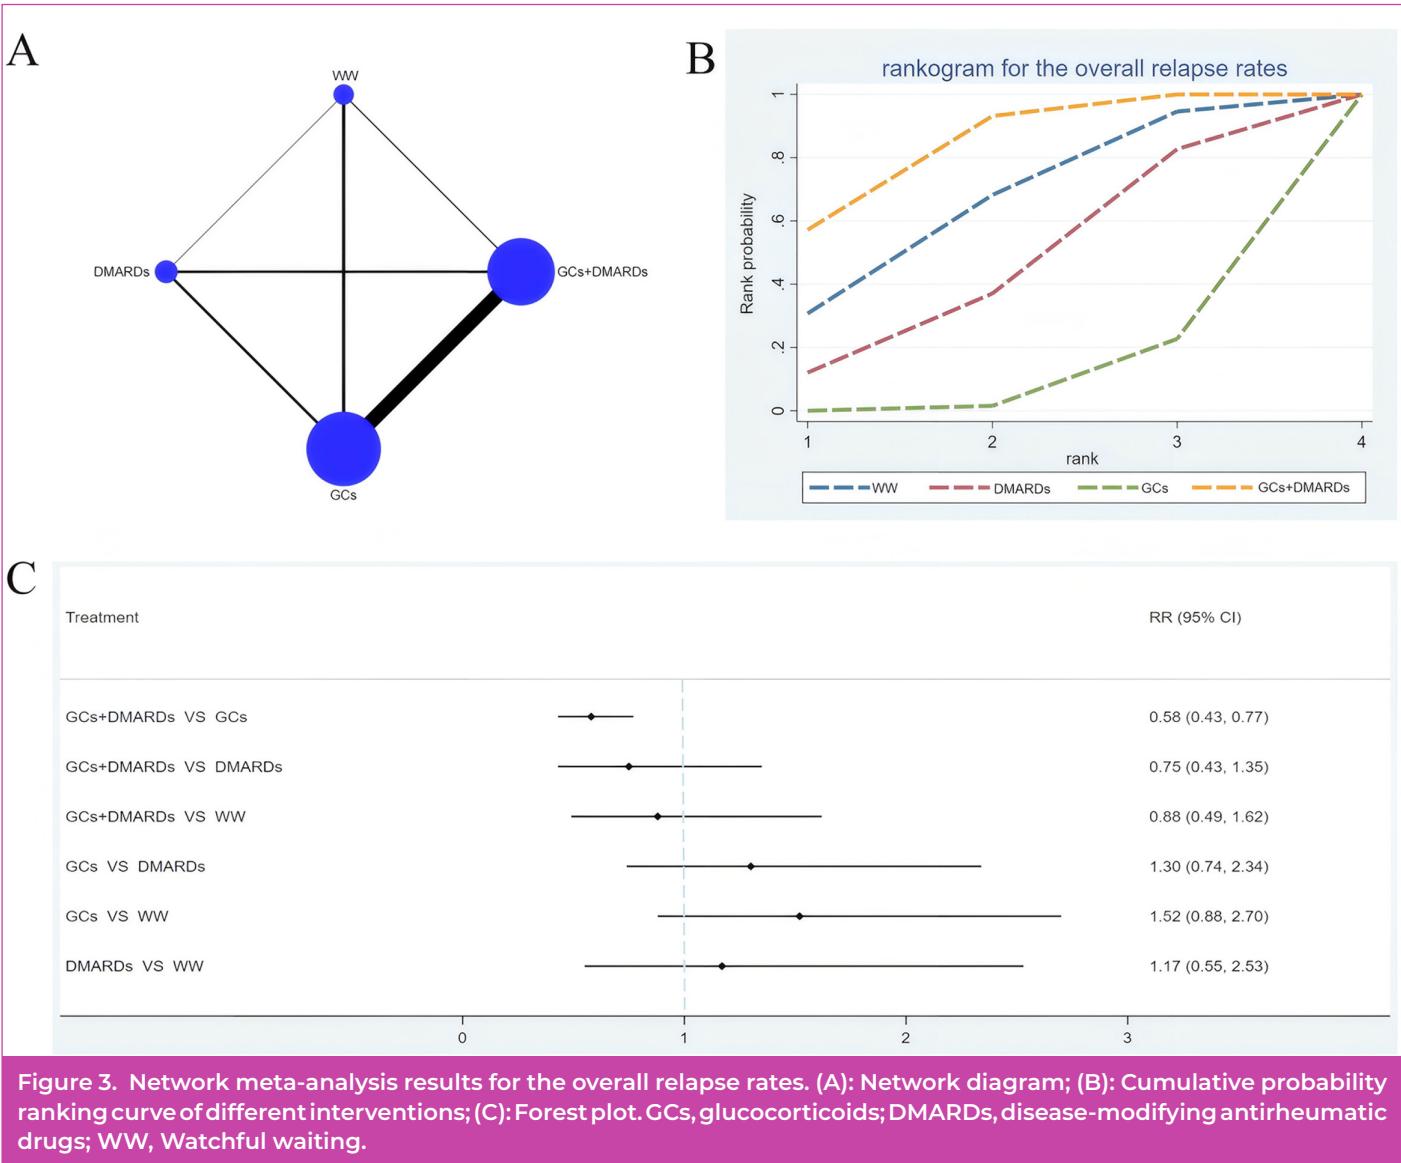 A
WW
DMARDs
GCs+DMARDs
GCs
B
rankogram for the overall relapse rates
Rank probability
1
.8
.6
.4
.2
0
1 2 3 4
rank
WW DMARDs GCs GCs+DMARDs
C
Treatment RR (95% CI)
GCs+DMARDs VS GCs 0.58 (0.43, 0.77)
GCs+DMARDs VS DMARDs 0.75 (0.43, 1.35)
GCs+DMARDs VS WW 0.88 (0.49, 1.62)
GCs VS DMARDs 1.30 (0.74, 2.34)
GCs VS WW 1.52 (0.88, 2.70)
DMARDs VS WW 1.17 (0.55, 2.53)
0 1 2 3
Figure 3. Network meta-analysis results for the overall relapse rates. (A): Network diagram; (B): Cumulative probability
ranking curve of different interventions; (C): Forest plot. GCs, glucocorticoids; DMARDs, disease-modifying antirheumatic
drugs; WW, Watchful waiting.